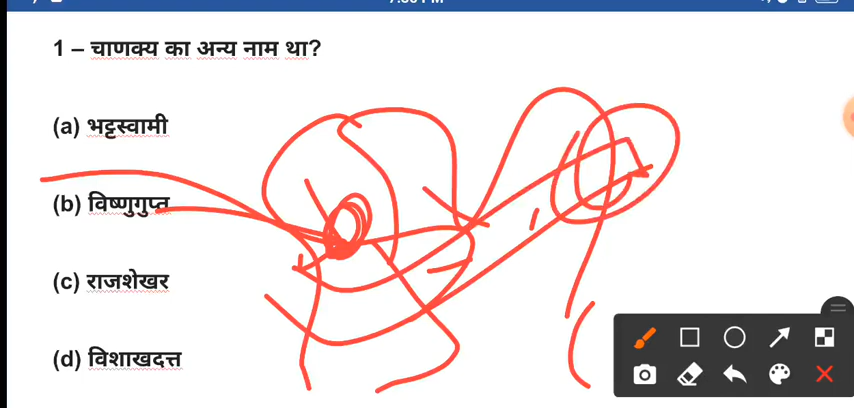 1 – चाणक्य का अन्य नाम था?
(a) भट्टस्वामी
(b) विष्णुगुप्त
(c) राजशेखर
(d) विशाखदत्त